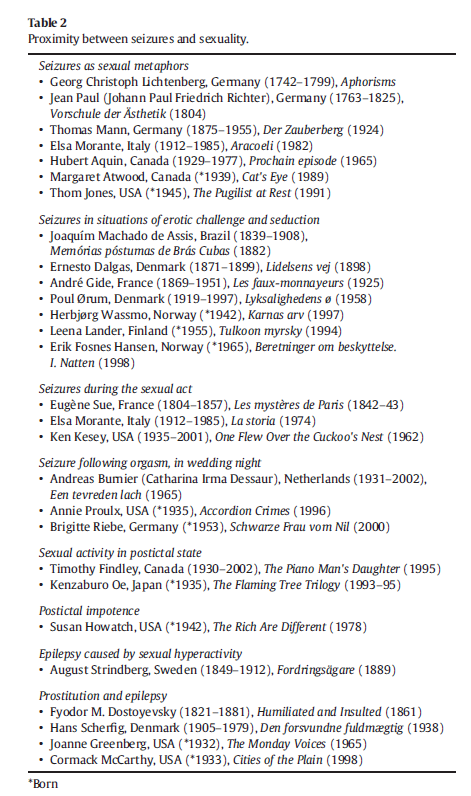 Table 2
Proximity between seizures and sexuality.
Seizures as sexual metaphors
• Georg Christoph Lichtenberg, Germany (1742–1799), Aphorisms
• Jean Paul (Johann Paul Friedrich Richter), Germany (1763–1825),
Vorschule der Ästhetik (1804)
• Thomas Mann, Germany (1875–1955), Der Zauberberg (1924)
• Elsa Morante, Italy (1912–1985), Aracoeli (1982)
• Hubert Aquin, Canada (1929–1977), Prochain episode (1965)
• Margaret Atwood, Canada (*1939), Cat's Eye (1989)
• Thom Jones, USA (*1945), The Pugilist at Rest (1991)
Seizures in situations of erotic challenge and seduction
• Joaquím Machado de Assis, Brazil (1839–1908),
Memórias póstumas de Brás Cubas (1882)
• Ernesto Dalgas, Denmark (1871–1899), Lidelsens vej (1898)
• André Gide, France (1869–1951), Les faux-monnayeurs (1925)
• Poul Ørum, Denmark (1919–1997), Lyksalighedens ø (1958)
• Herbjørg Wassmo, Norway (*1942), Karnas arv (1997)
• Leena Lander, Finland (*1955), Tulkoon myrsky (1994)
• Erik Fosnes Hansen, Norway (*1965), Beretninger om beskyttelse.
I. Natten (1998)
Seizures during the sexual act
• Eugène Sue, France (1804–1857), Les mystères de Paris (1842–43)
• Elsa Morante, Italy (1912–1985), La storia (1974)
• Ken Kesey, USA (1935–2001), One Flew Over the Cuckoo's Nest (1962)
Seizure following orgasm, in wedding night
• Andreas Burnier (Catharina Irma Dessaur), Netherlands (1931–2002),
Een tevreden lach (1965)
• Annie Proulx, USA (*1935), Accordion Crimes (1996)
• Brigitte Riebe, Germany (*1953), Schwarze Frau vom Nil (2000)
Sexual activity in postictal state
• Timothy Findley, Canada (1930–2002), The Piano Man's Daughter (1995)
• Kenzaburo Oe, Japan (*1935), The Flaming Tree Trilogy (1993–95)
Postictal impotence
• Susan Howatch, USA (*1942), The Rich Are Different (1978)
Epilepsy caused by sexual hyperactivity
• August Strindberg, Sweden (1849–1912), Fordringsägare (1889)
Prostitution and epilepsy
• Fyodor M. Dostoyevsky (1821–1881), Humiliated and Insulted (1861)
• Hans Scherfig, Denmark (1905–1979), Den forsvundne fuldmægtig (1938)
• Joanne Greenberg, USA (*1932), The Monday Voices (1965)
• Cormack McCarthy, USA (*1933), Cities of the Plain (1998)
*Born